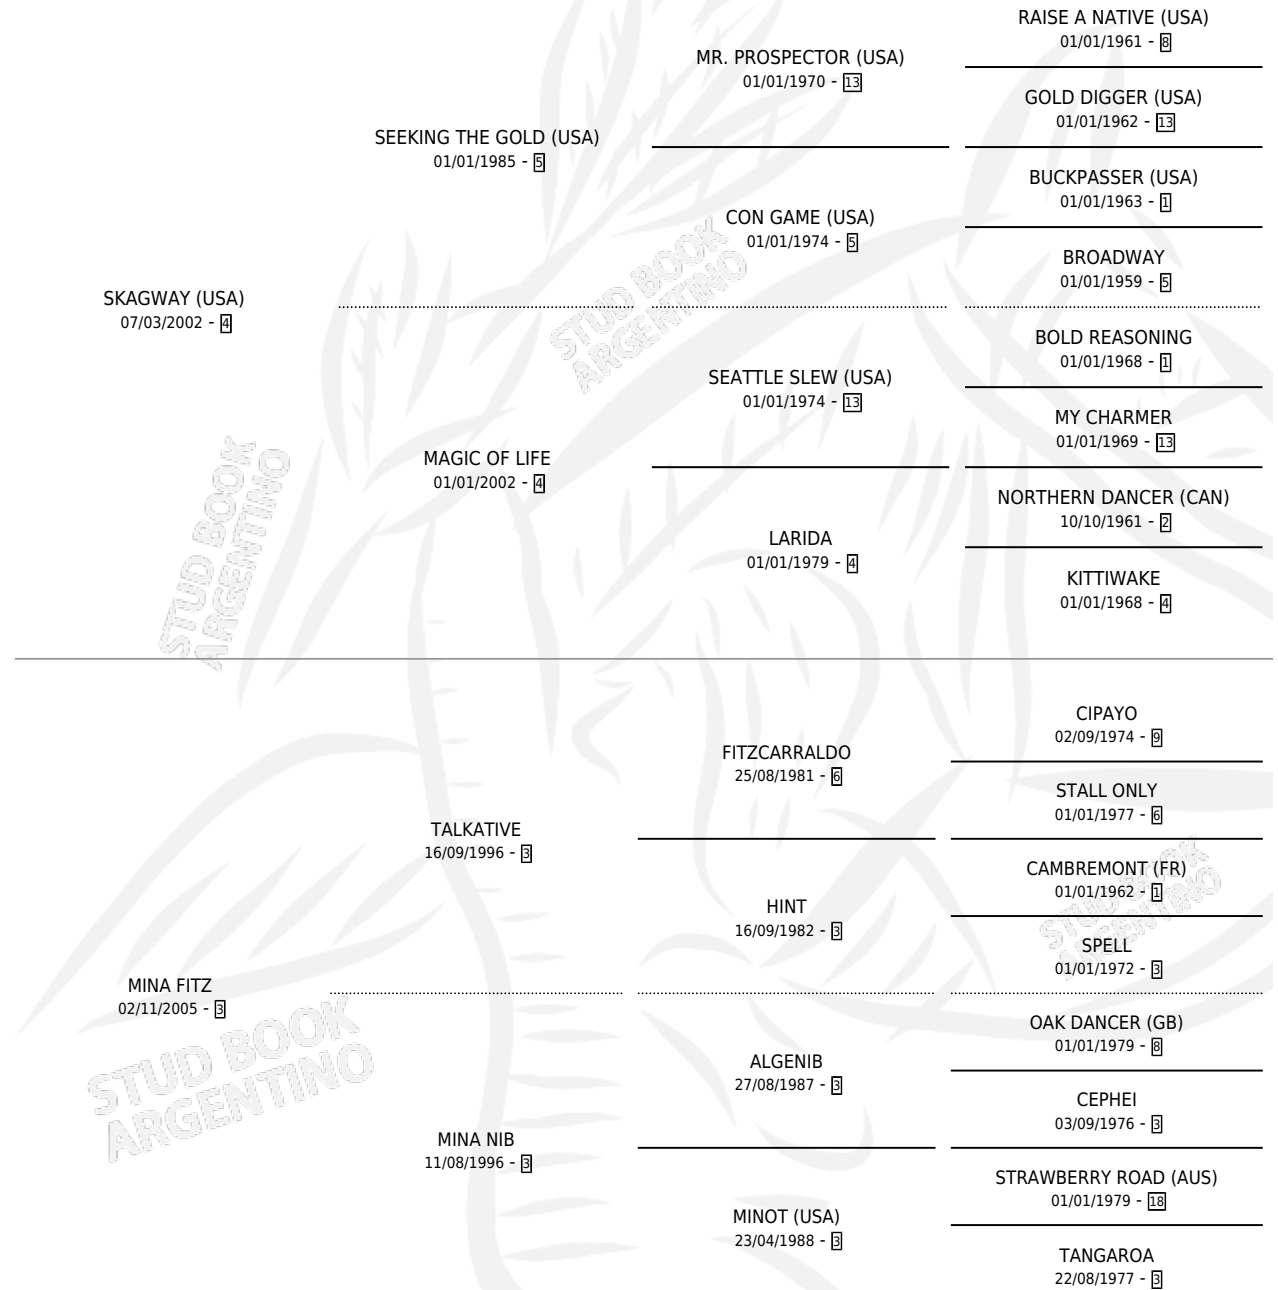 RAISE A NATIVE (USA)
01/01/1961 - 8
MR. PROSPECTOR (USA)
01/01/1970 - 13
GOLD DIGGER (USA)
01/01/1962 - 13
SEEKING THE GOLD (USA)
01/01/1985 - 5
BUCKPASSER (USA)
01/01/1963 - 1
CON GAME (USA)
01/01/1974 - 5
BROADWAY
01/01/1959 - 5
SKAGWAY (USA)
07/03/2002 - 4
BOLD REASONING
01/01/1968 - 1
SEATTLE SLEW (USA)
01/01/1974 - 13
MY CHARMER
01/01/1969 - 13
MAGIC OF LIFE
01/01/2002 - 4
NORTHERN DANCER (CAN)
10/10/1961 - 2
LARIDA
01/01/1979 - 4
KITTIWAKE
01/01/1968 - 4
CIPAYO
02/09/1974 - 9
FITZCARRALDO
25/08/1981 - 6
STALL ONLY
01/01/1977 - 6
TALKATIVE
16/09/1996 - 3
CAMBREMONT (FR)
01/01/1962 - 1
HINT
16/09/1982 - 3
SPELL
01/01/1972 - 3
MINA FITZ
02/11/2005 - 3
OAK DANCER (GB)
01/01/1979 - 8
ALGENIB
27/08/1987 - 3
CEPHEI
03/09/1976 - 3
MINA NIB
11/08/1996 - 3
STRAWBERRY ROAD (AUS)
01/01/1979 - 18
MINOT (USA)
23/04/1988 - 3
TANGAROA
22/08/1977 - 3
STUD BOOK
ARGENTINO
STUD BOOK
ARGENTINO
STUD BOOK
ARGENTINO
STUD BOOK
ARGENTINO